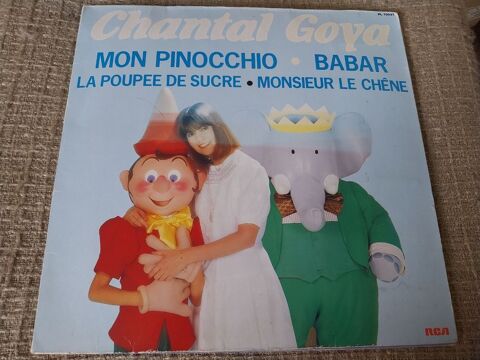 Chantal Goya
MON PINOCCHIO • BABAR
LA POUPEE DE SUCRE • MONSIEUR LE CHÊNE
RCA